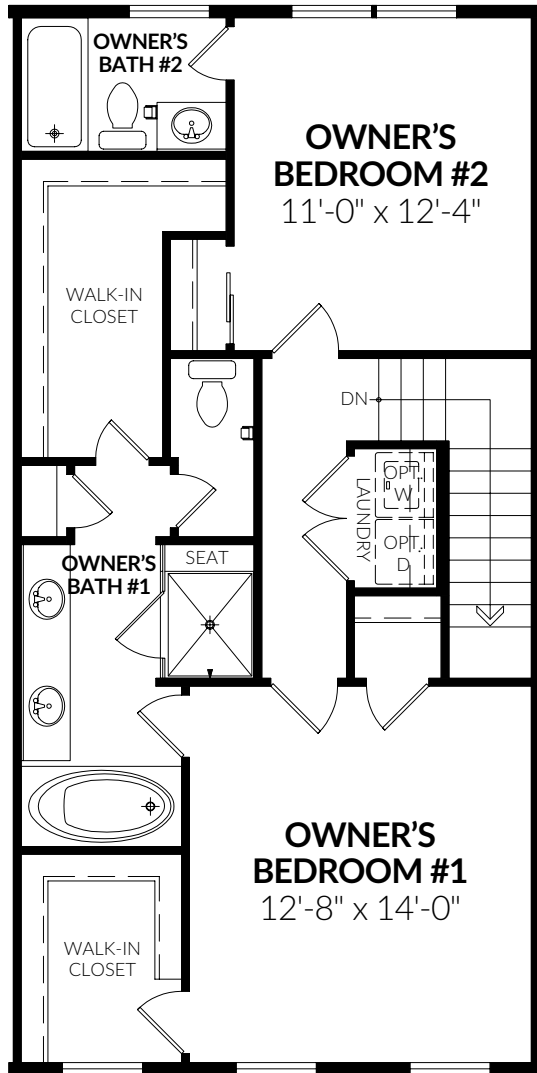 OWNER'S
BATH #2
OWNER'S
BEDROOM #2
11'-0" x 12'-4"
WALK-IN
CLOSET
DN
OPT.
W
LAUNDRY
OPT.
D
OWNER'S
BATH #1
SEAT
OWNER'S
BEDROOM #1
12'-8" x 14'-0"
WALK-IN
CLOSET